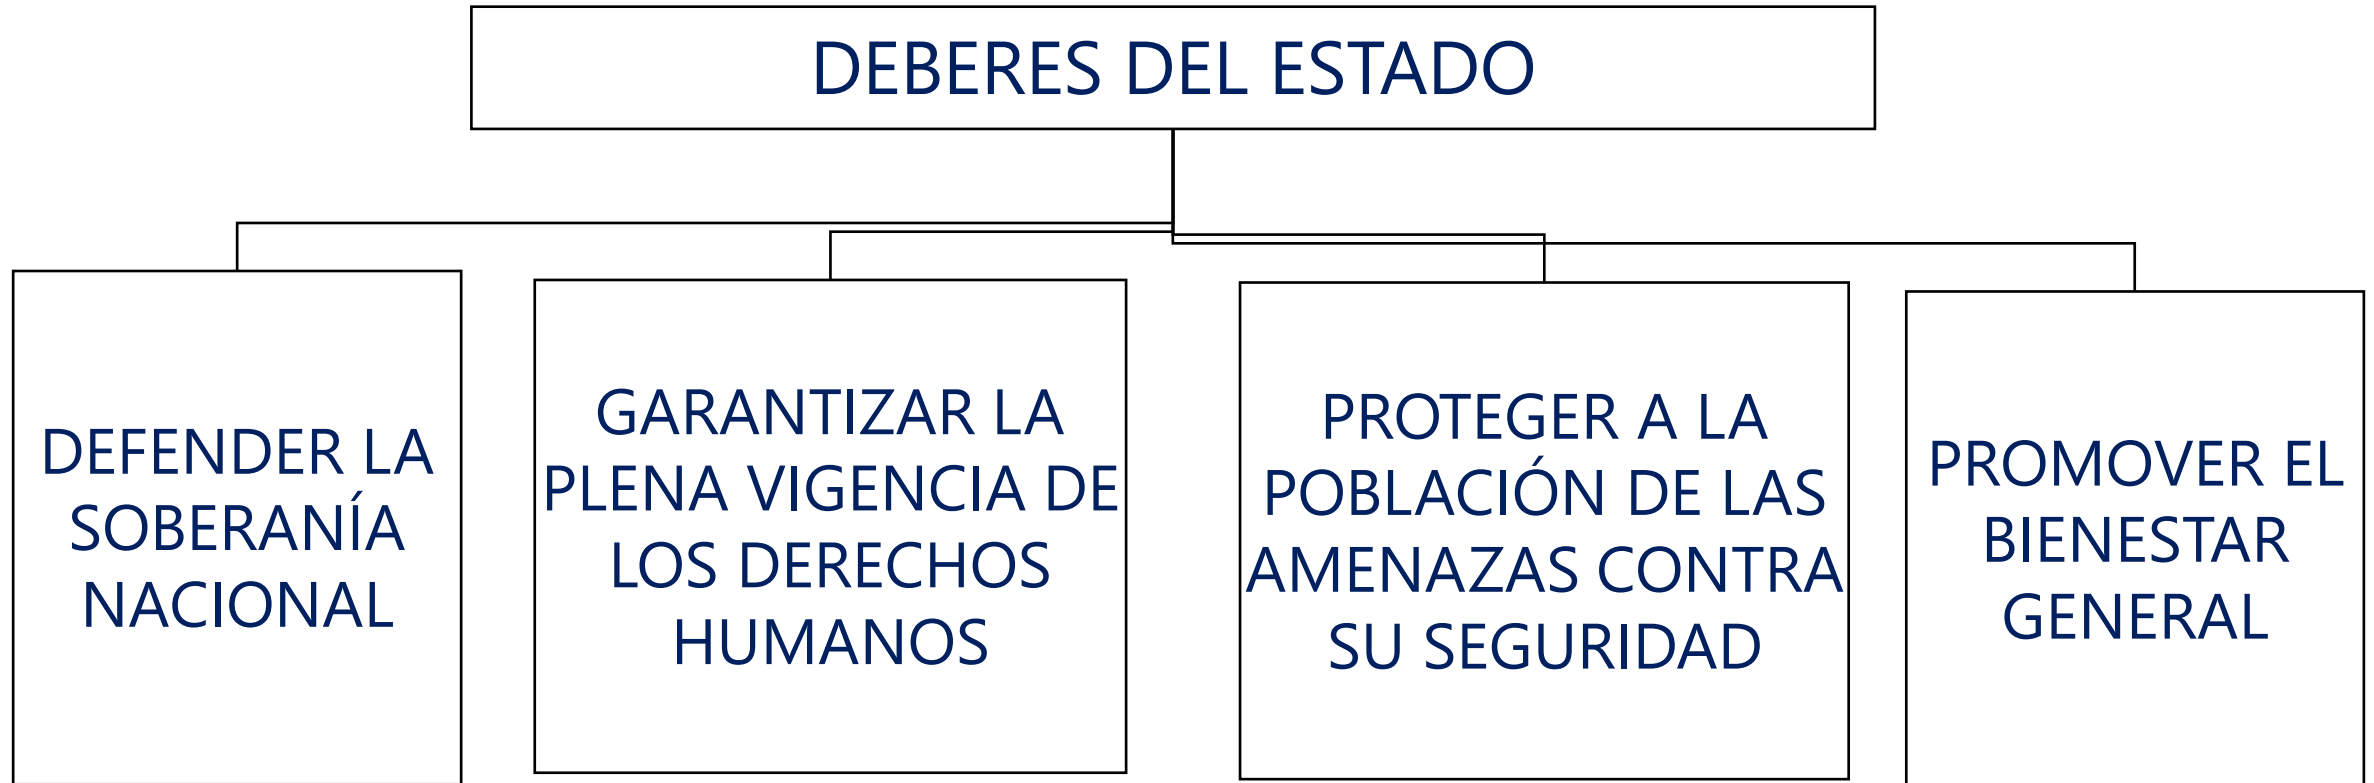 DEBERES DEL ESTADO
DEFENDER LA
SOBERANÍA
NACIONAL
GARANTIZAR LA
PLENA VIGENCIA DE
LOS DERECHOS
HUMANOS
PROTEGER A LA
POBLACIÓN DE LAS
AMENAZAS CONTRA
SU SEGURIDAD
PROMOVER EL
BIENESTAR
GENERAL